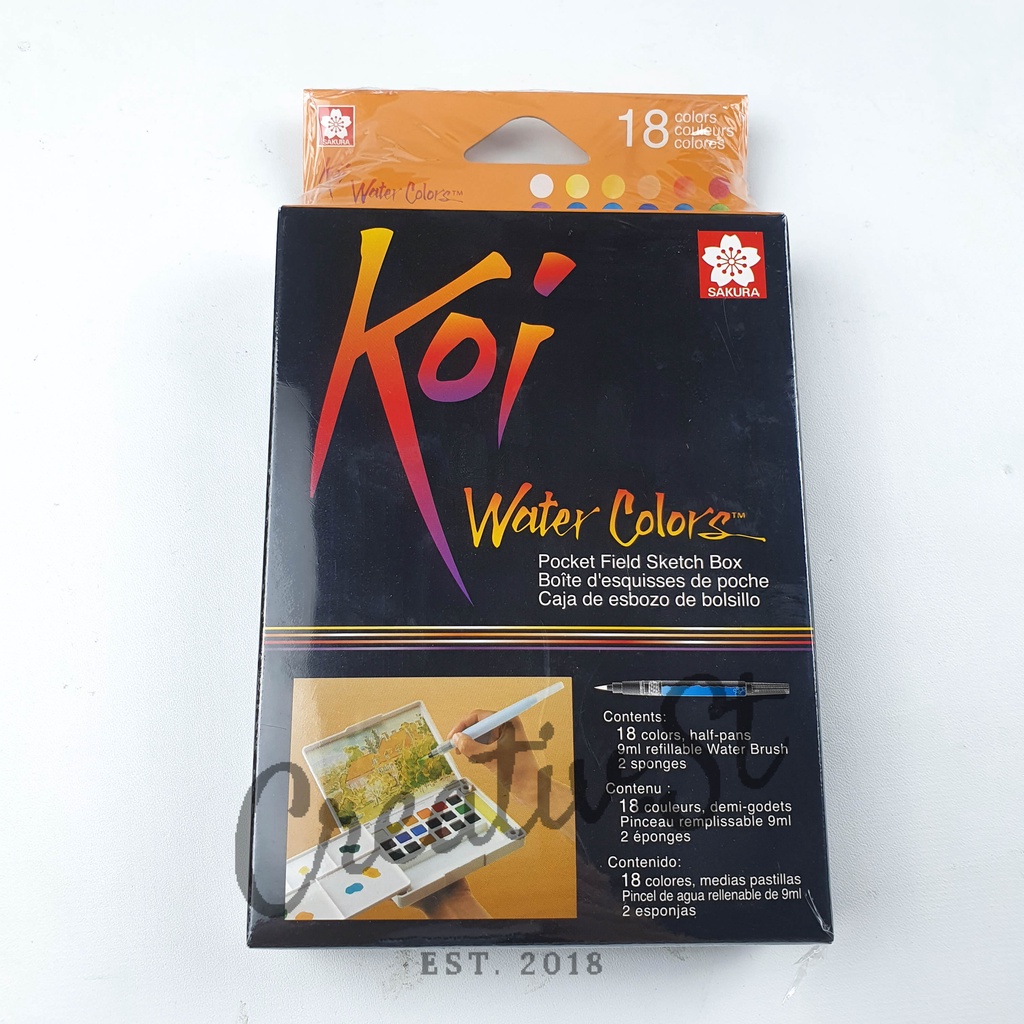 SAKURA
18 colors
couleurs
colores
Koi Water Colors™
Koi
SAKURA
Water Colors™
Pocket Field Sketch Box
Boîte d'esquisses de poche
Caja de esbozo de bolsillo
Contents:
18 colors, half-pans
9ml refillable Water Brush
2 sponges
Contenu :
18 couleurs, demi-godets
Pinceau remplissable 9ml
2 éponges
Contenido:
18 colores, medias pastillas
Pincel de agua rellenable de 9ml
2 esponjas
CreativeSt
EST. 2018